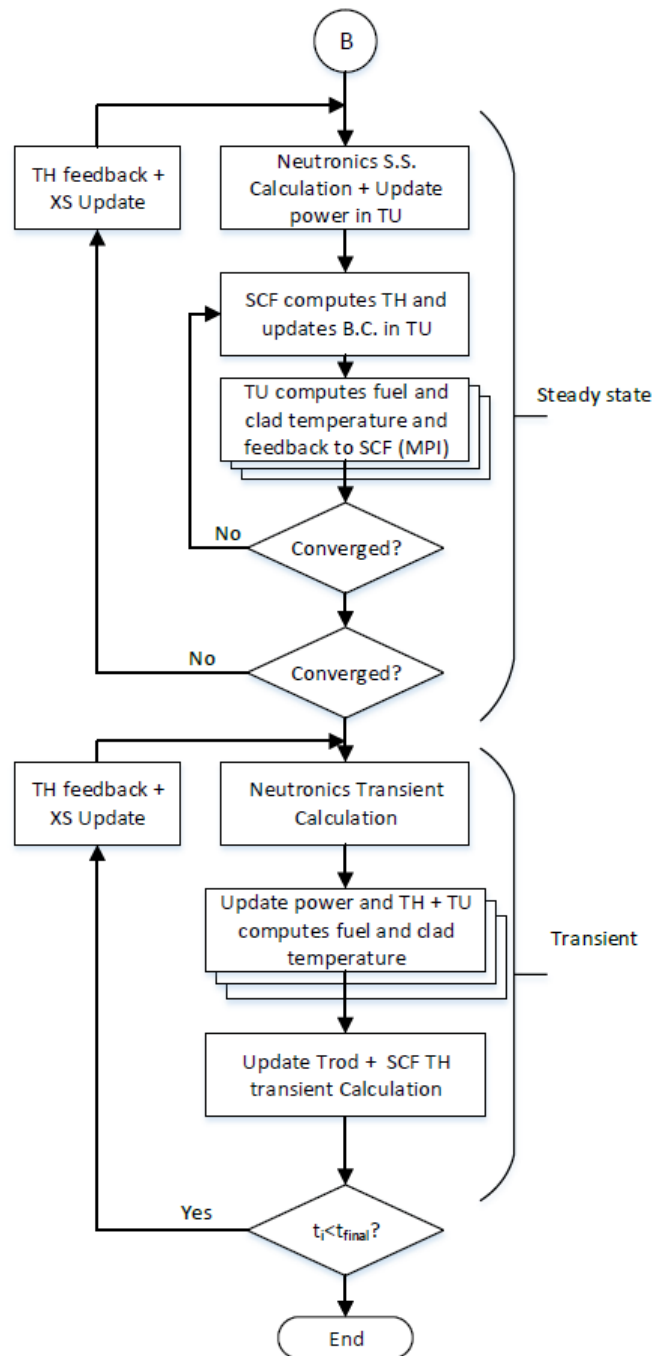 B
TH feedback +
XS Update
Neutronics S.S.
Calculation + Update
power in TU
SCF computes TH and
updates B.C. in TU
TU computes fuel and
clad temperature and
feedback to SCF (MPI)
Steady state
No
Converged?
No
Converged?
TH feedback +
XS Update
Neutronics Transient
Calculation
Update power and TH + TU
computes fuel and clad
temperature
Transient
Update Trod + SCF TH
transient Calculation
Yes
tᵢ<t_final?
End